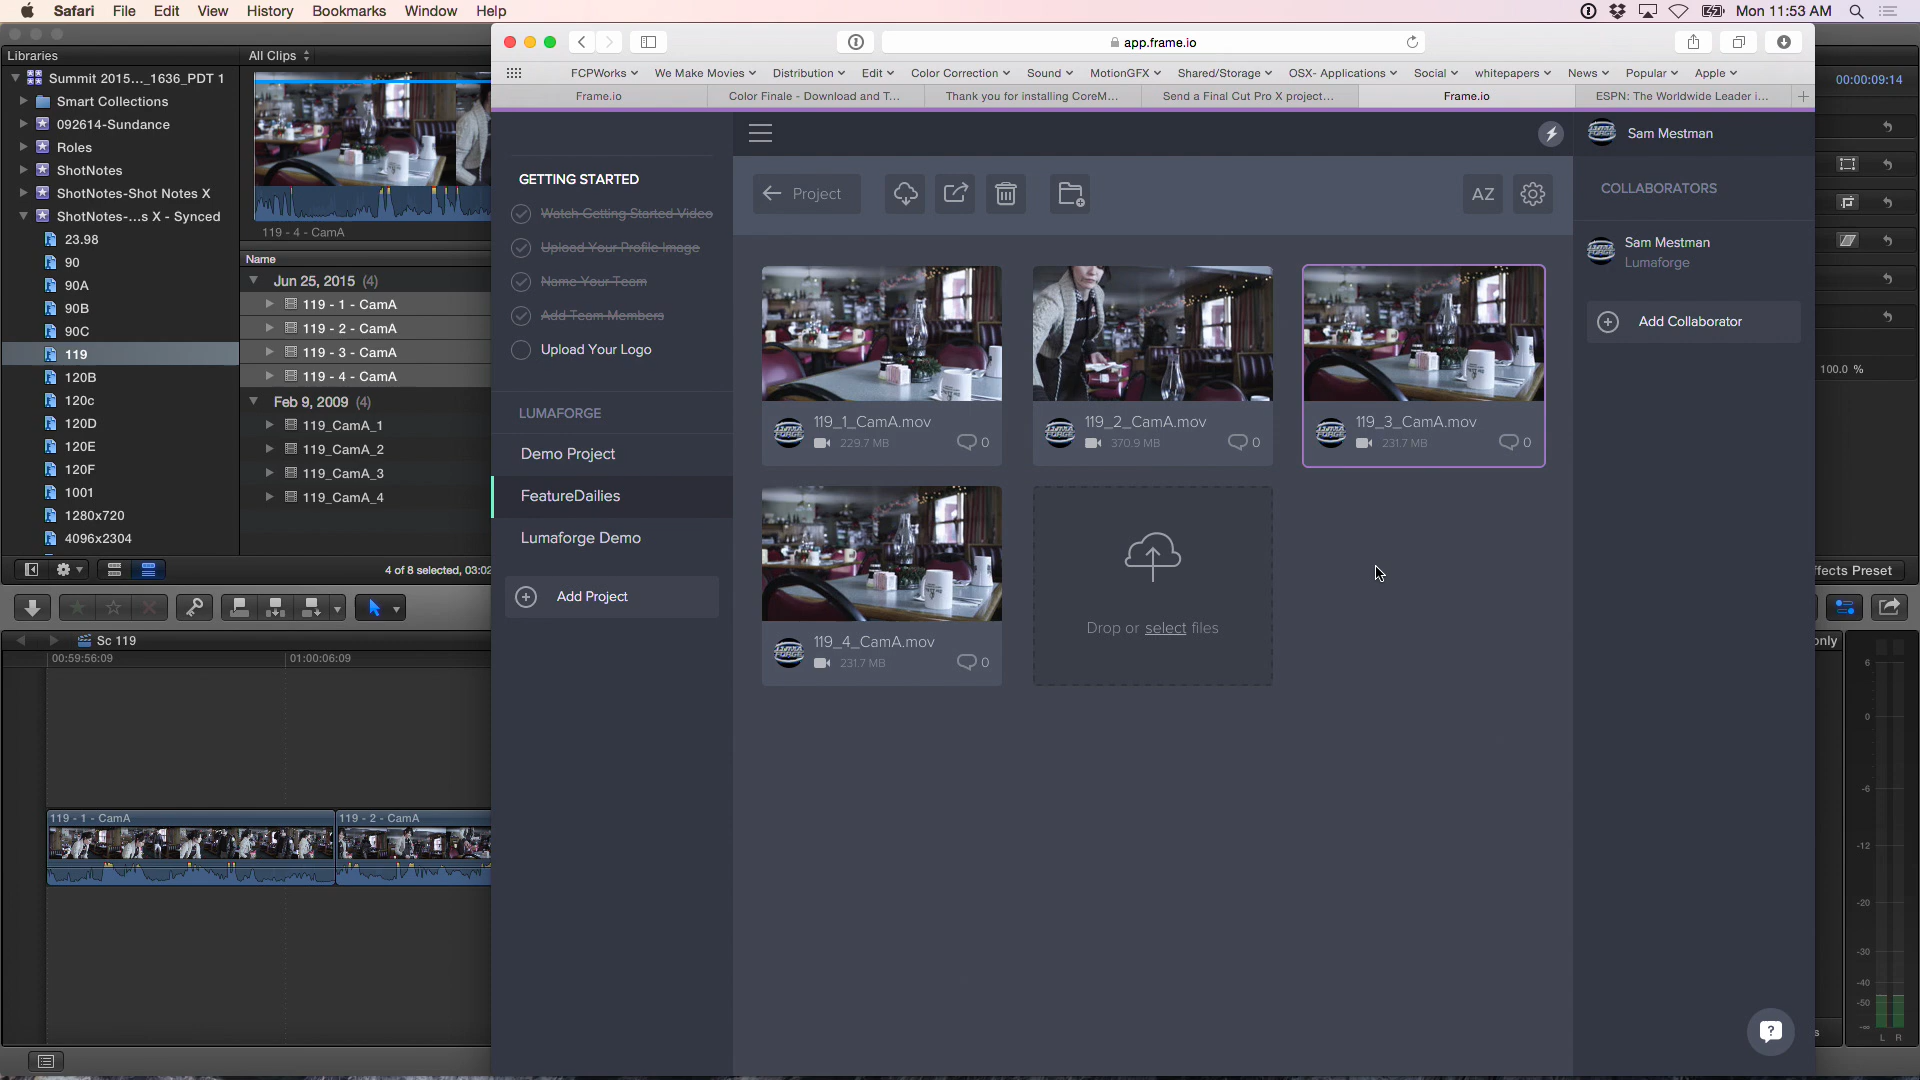 Safari File Edit View History Bookmarks Window Help
Mon 11:53 AM
app.frame.io
FCPWorks We Make Movies Distribution Edit Color Correction Sound MotionGFX Shared/Storage OSX- Applications Social whitepapers News Popular Apple
Frame.io
Color Finale - Download and T...
Thank you for installing CoreM...
Send a Final Cut Pro X project...
Frame.io
ESPN: The Worldwide Leader i...
Libraries
Summit 2015..._1636_PDT 1
Smart Collections
092614-Sundance
Roles
ShotNotes
ShotNotes-Shot Notes X
ShotNotes-...s X - Synced
23.98
90
90A
90B
90C
119
120B
120c
120D
120E
120F
1001
1280x720
4096x2304
All Clips
119 - 4 - CamA
Name
Jun 25, 2015 (4)
119 - 1 - CamA
119 - 2 - CamA
119 - 3 - CamA
119 - 4 - CamA
Feb 9, 2009 (4)
119_CamA_1
119_CamA_2
119_CamA_3
119_CamA_4
4 of 8 selected, 03:02
Sc 119
00:59:56:09
01:00:06:09
119 - 1 - CamA
119 - 2 - CamA
GETTING STARTED
Watch Getting Started Video
Upload Your Profile Image
Name Your Team
Add Team Members
Upload Your Logo
LUMAFORGE
Demo Project
FeatureDailies
Lumaforge Demo
Add Project
Project
AZ
119_1_CamA.mov
229.7 MB
0
119_2_CamA.mov
370.9 MB
0
119_3_CamA.mov
231.7 MB
0
119_4_CamA.mov
231.7 MB
0
Drop or select files
Sam Mestman
COLLABORATORS
Sam Mestman
Lumaforge
Add Collaborator
?
00:00:09:14
100.0 %
ffects Preset
only
6
0
-6
-12
-20
-30
-40
-50
-∞
L R
s